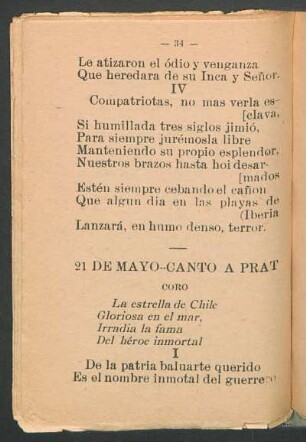 — 34 —
Le atizaron el ódio y venganza
Que heredara de su Inca y Señor.
IV
Compatriotas, no mas verla es-
[clava,
Si humillada tres siglos jimió,
Para siempre jurémosla libre
Manteniendo su propio esplendor.
Nuestros brazos hasta hoi desar-
[mados
Estén siempre cebando el cañon
Que algun dia en las playas de
(Iberia
Lanzará, en humo denso, terror.
21 DE MAYO--CANTO A PRAT
CORO
La estrella de Chile
Gloriosa en el mar,
Irradia la fama
Del héroe inmortal
I
De la patria baluarte querido
Es el nombre inmotal del guerrero